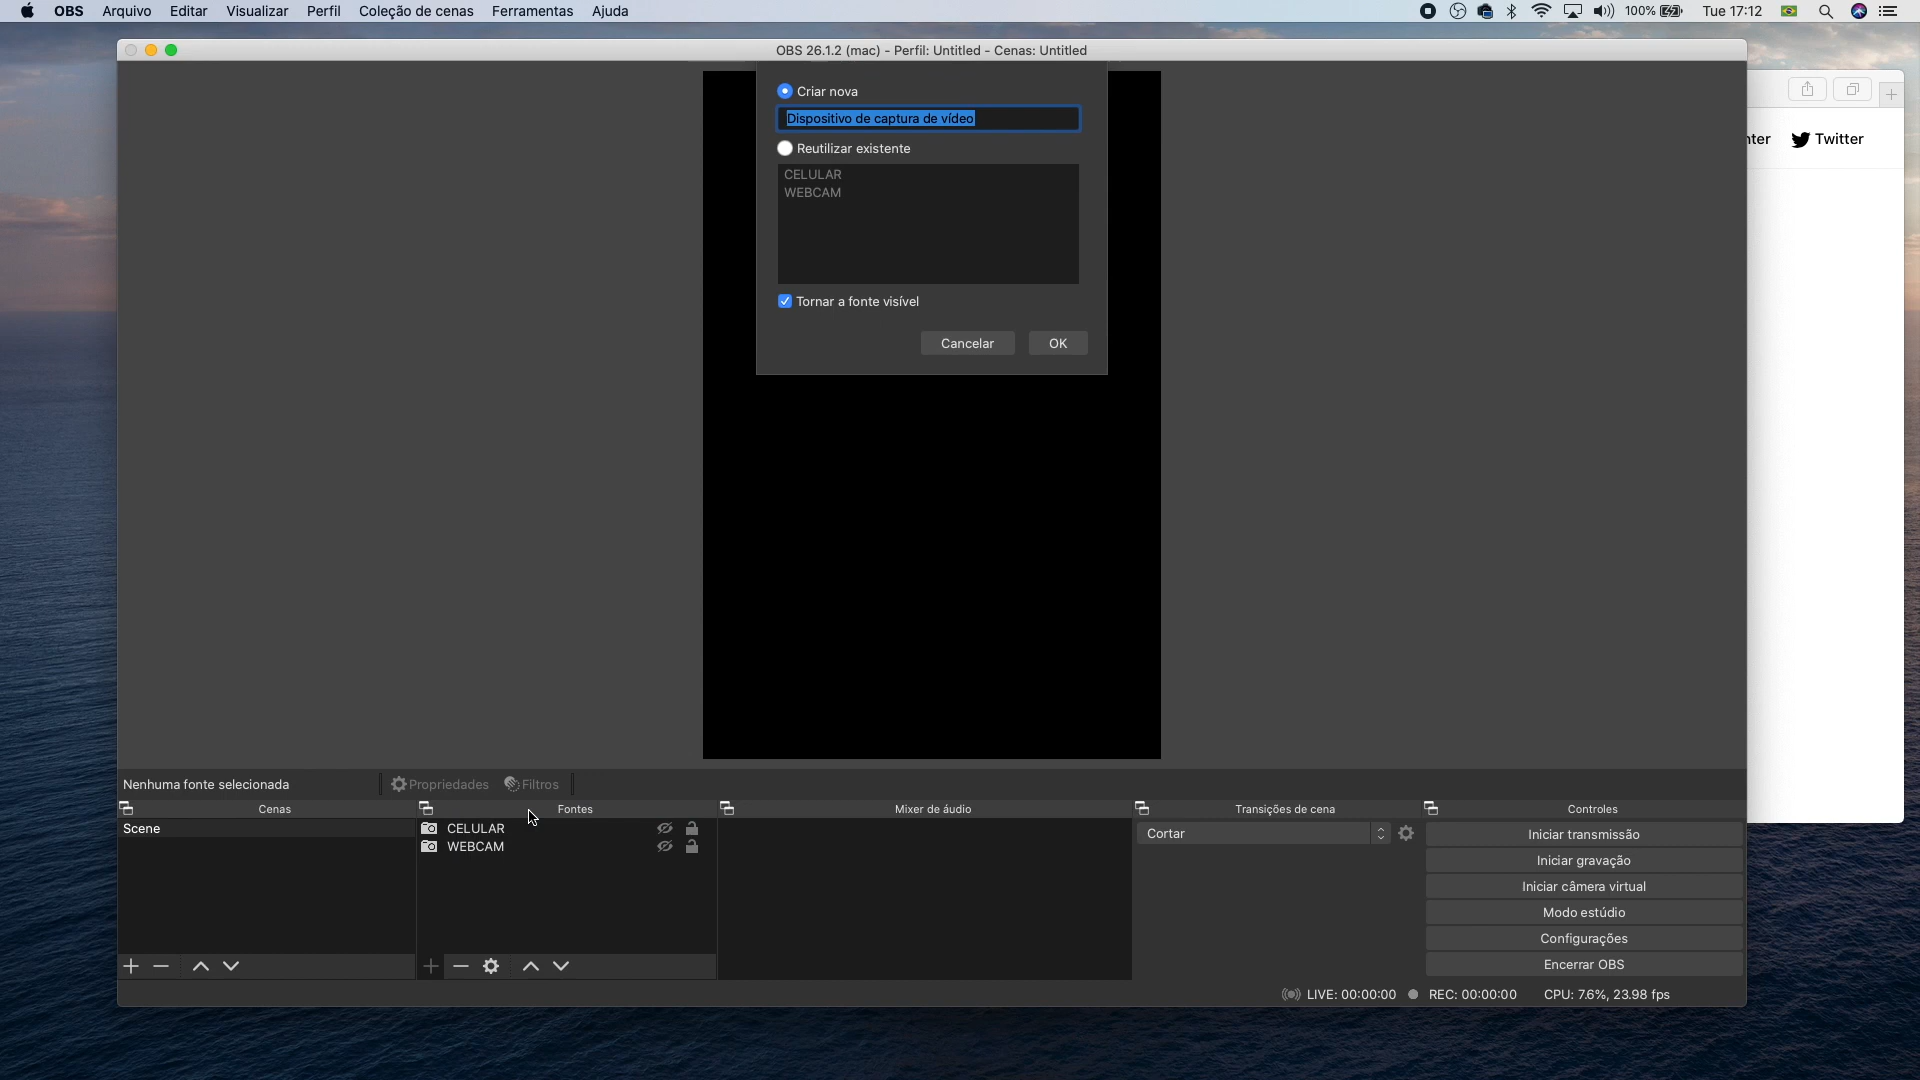 OBS Arquivo Editar Visualizar Perfil Coleção de cenas Ferramentas Ajuda 100% Tue 17:12
OBS 26.1.2 (mac) - Perfil: Untitled - Cenas: Untitled
Criar nova
Dispositivo de captura de vídeo
Reutilizar existente
CELULAR
WEBCAM
Tornar a fonte visível
Cancelar OK
Twitter
Nenhuma fonte selecionada Propriedades Filtros
Cenas Fontes Mixer de áudio Transições de cena Controles
Scene
CELULAR
WEBCAM
Cortar
Iniciar transmissão
Iniciar gravação
Iniciar câmera virtual
Modo estúdio
Configurações
Encerrar OBS
LIVE: 00:00:00 REC: 00:00:00 CPU: 7.6%, 23.98 fps